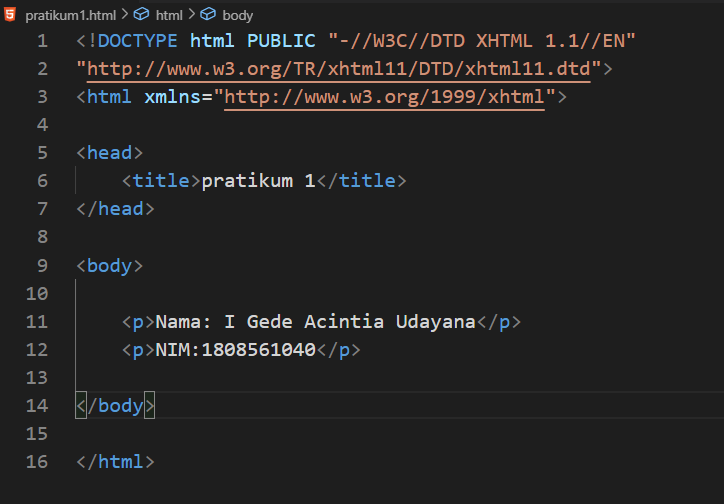 pratikum1.html > html > body
1 <!DOCTYPE html PUBLIC "-//W3C//DTD XHTML 1.1//EN"
2 "http://www.w3.org/TR/xhtml11/DTD/xhtml11.dtd">
3 <html xmlns="http://www.w3.org/1999/xhtml">
4
5 <head>
6     <title>pratikum 1</title>
7 </head>
8
9 <body>
10
11     <p>Nama: I Gede Acintia Udayana</p>
12     <p>NIM:1808561040</p>
13
14 </body>
15
16 </html>